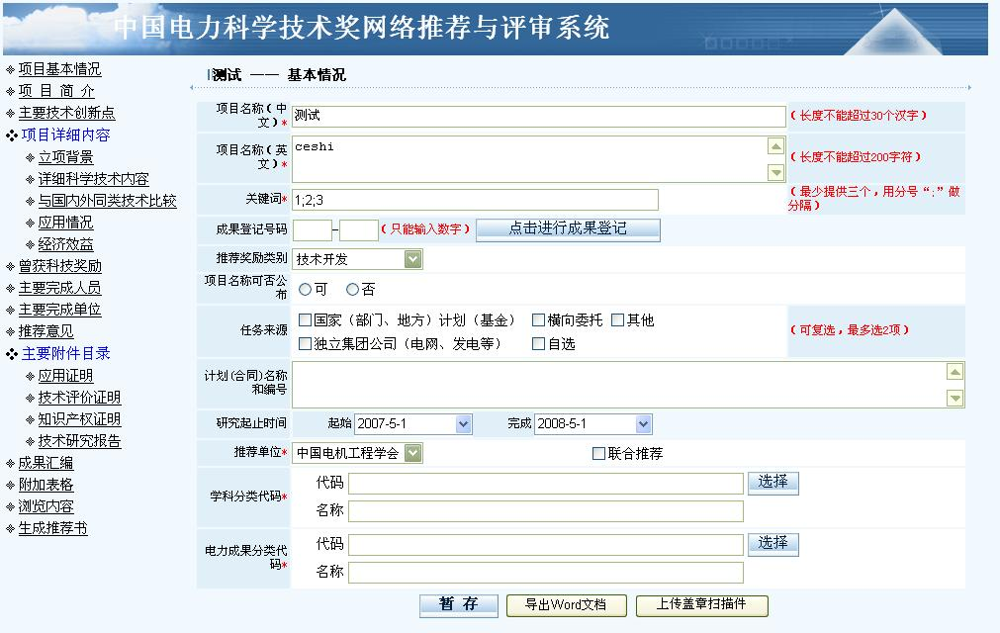 中国电力科学技术奖网络推荐与评审系统
项目基本情况
项 目 简 介
主要技术创新点
项目详细内容
立项背景
详细科学技术内容
与国内外同类技术比较
应用情况
经济效益
曾获科技奖励
主要完成人员
主要完成单位
推荐意见
主要附件目录
应用证明
技术评价证明
知识产权证明
技术研究报告
成果汇编
附加表格
浏览内容
生成推荐书
测试 —— 基本情况
项目名称(中
文)* 测试 (长度不能超过30个汉字)
项目名称(英
文)* ceshi (长度不能超过200字符)
关键词* 1;2;3 (最少提供三个，用分号“;”做
分隔)
成果登记号码 - (只能输入数字) 点击进行成果登记
推荐奖励类别 技术开发
项目名称可否公
布 可 否
任务来源 国家（部门、地方）计划（基金） 横向委托 其他
独立集团公司（电网、发电等） 自选 (可复选，最多选2项)
计划(合同)名称
和编号
研究起止时间 起始 2007-5-1 完成 2008-5-1
推荐单位* 中国电机工程学会 联合推荐
学科分类代码* 代码 选择
名称
电力成果分类代
码* 代码 选择
名称
暂 存 导出Word文档 上传盖章扫描件